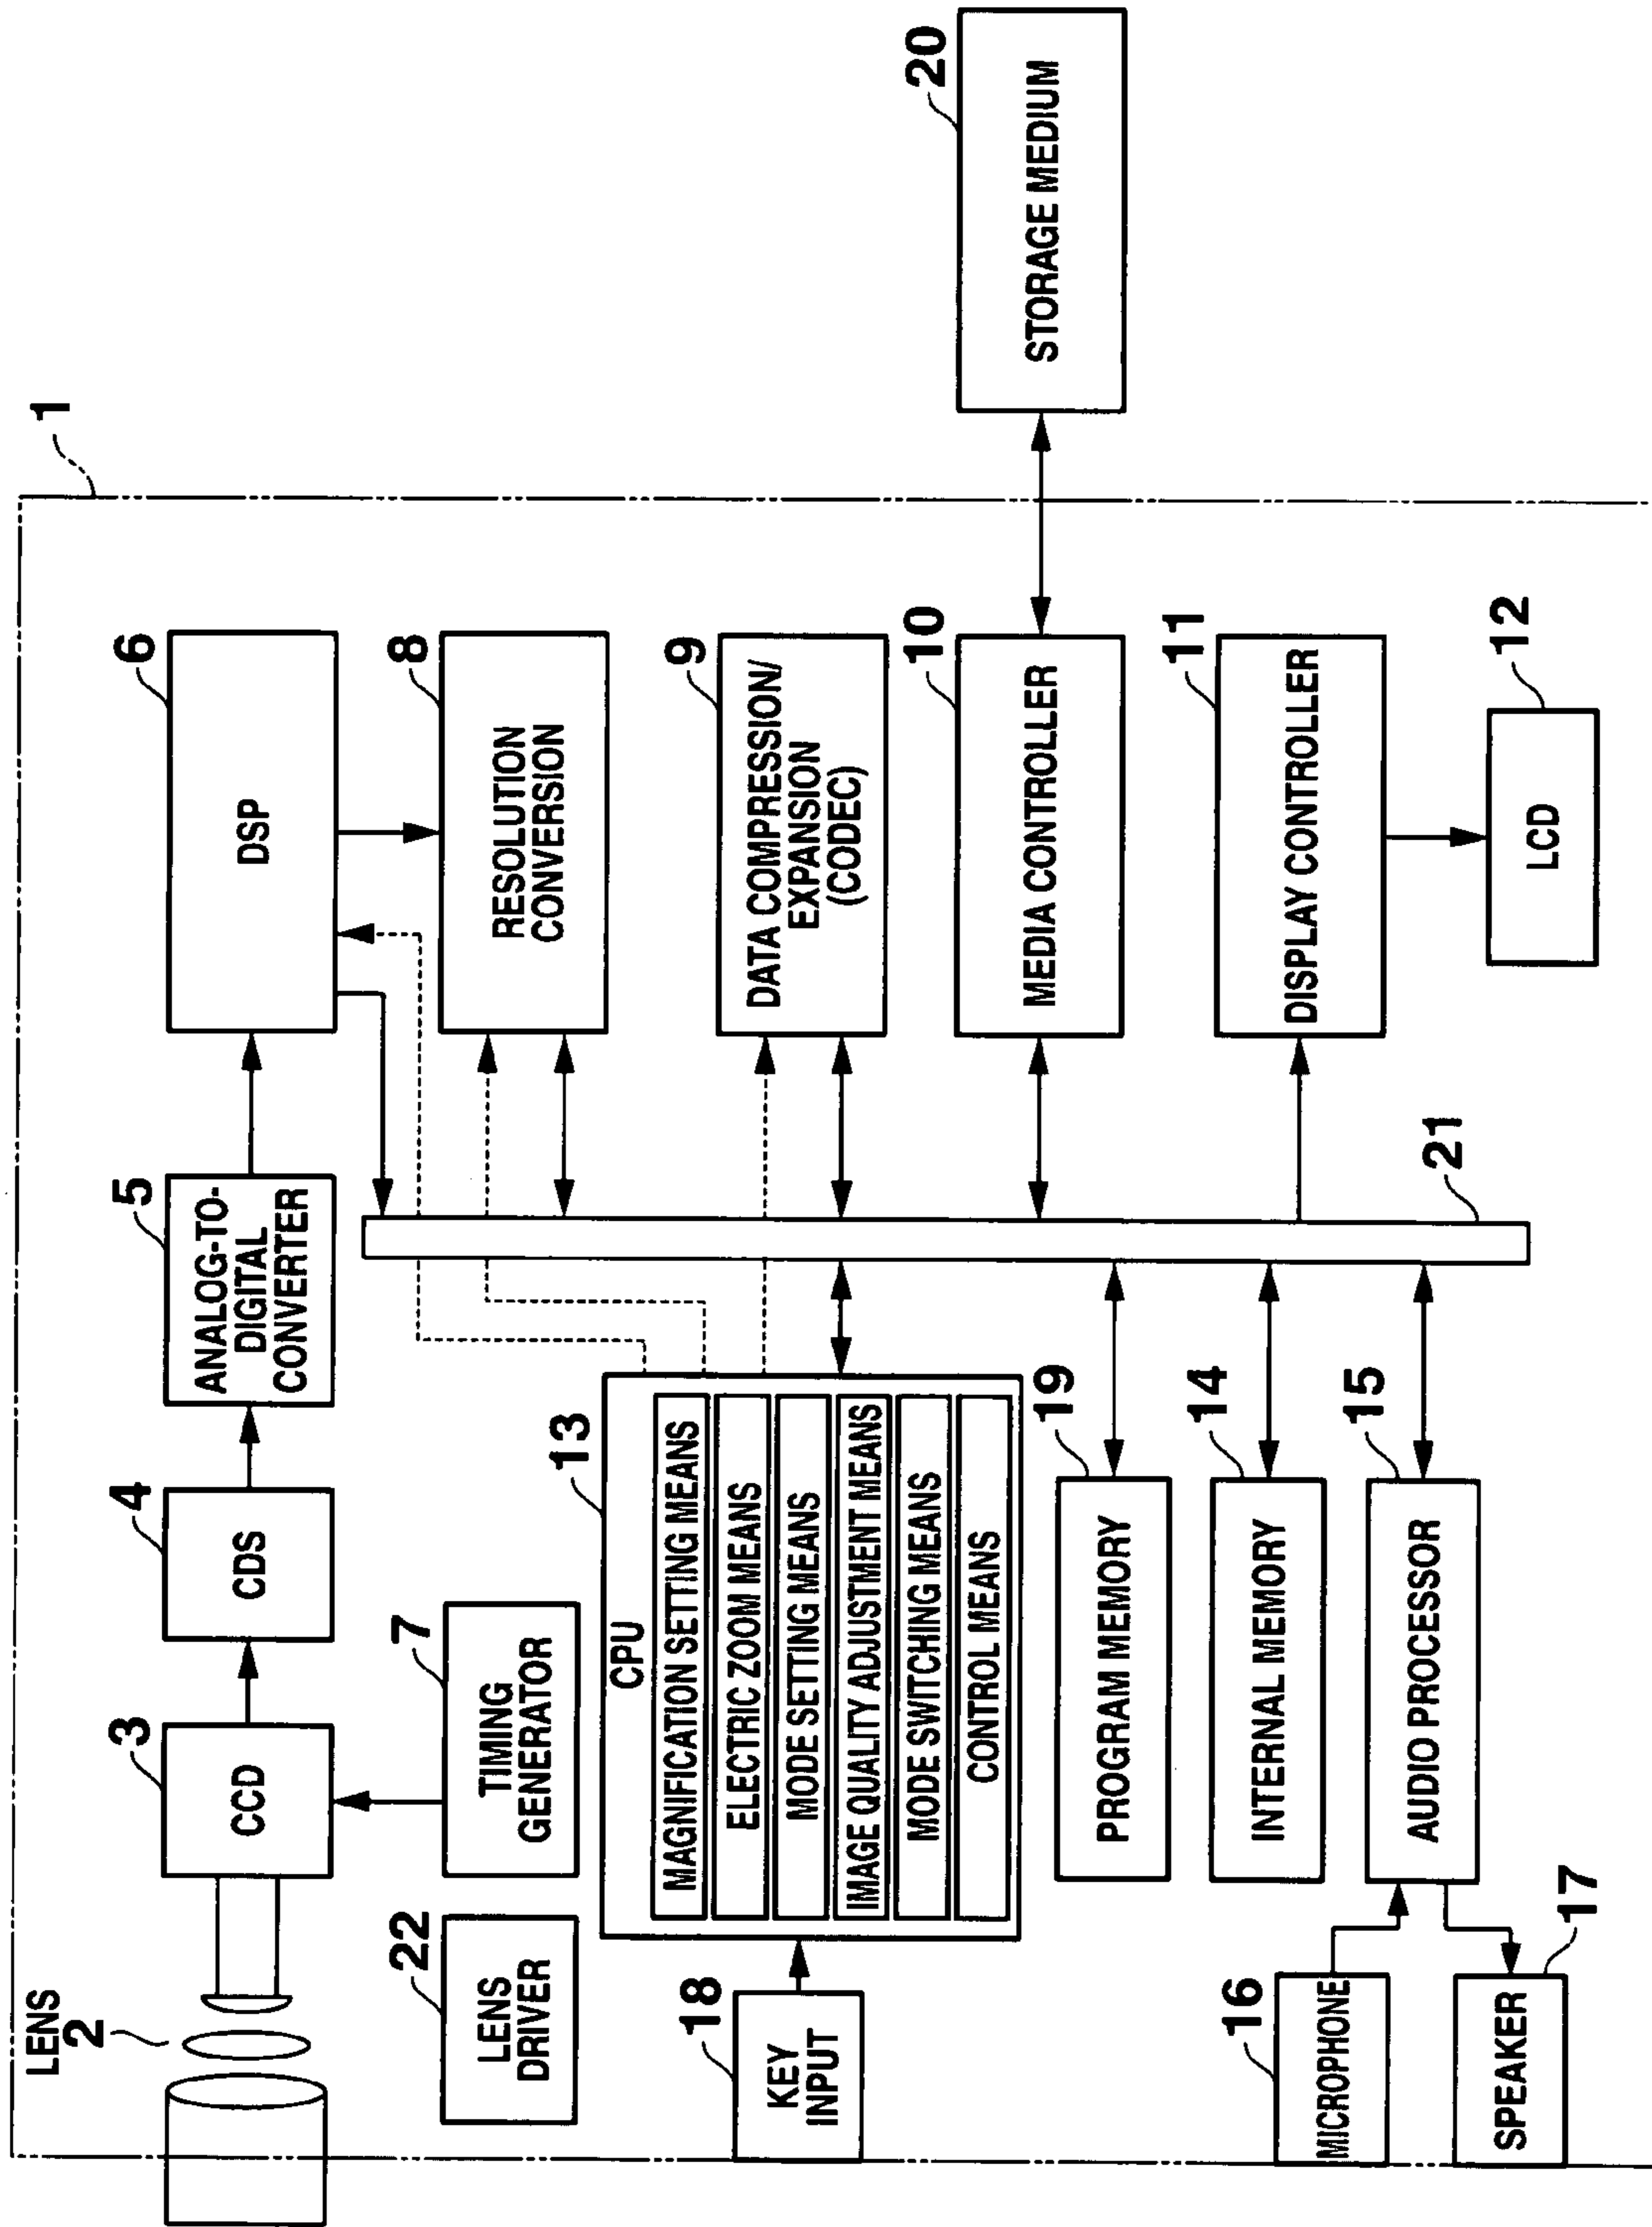 1
LENS
2
3
CCD
4
CDS
5
ANALOG-TO-
DIGITAL
CONVERTER
6
DSP
22
LENS
DRIVER
7
TIMING
GENERATOR
8
RESOLUTION
CONVERSION
18
KEY
INPUT
13
CPU
MAGNIFICATION SETTING MEANS
ELECTRIC ZOOM MEANS
MODE SETTING MEANS
IMAGE QUALITY ADJUSTMENT MEANS
MODE SWITCHING MEANS
CONTROL MEANS
9
DATA COMPRESSION/
EXPANSION
(CODEC)
20
STORAGE MEDIUM
10
MEDIA CONTROLLER
19
PROGRAM MEMORY
14
INTERNAL MEMORY
11
DISPLAY CONTROLLER
16
MICROPHONE
15
AUDIO PROCESSOR
21
12
LCD
17
SPEAKER